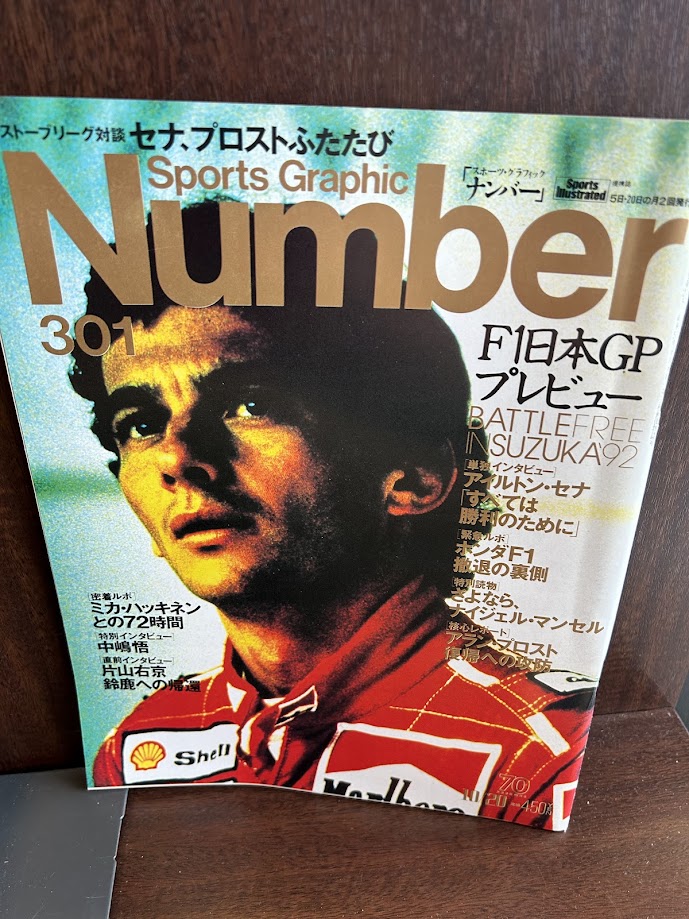 ストーブリーグ対談 セナ、プロストふたたび
Sports Graphic
Number
「スポーツ・グラフィック ナンバー」
Sports Illustrated 提携誌
5日・20日の月2回発行
301
F1日本GP
プレビュー
BATTLE FREE
IN SUZUKA'92
[単独インタビュー]
アイルトン・セナ
「すべては
勝利のために」
[緊急ルポ]
ホンダF1
撤退の裏側
[特別読物]
さよなら、
ナイジェル・マンセル
[核心レポート]
アラン・プロスト
復帰への攻防
[密着ルポ]
ミカ・ハッキネン
との72時間
[特別インタビュー]
中嶋悟
[直前インタビュー]
片山右京
鈴鹿への帰還
Shell
Marlboro
70
10/20
450